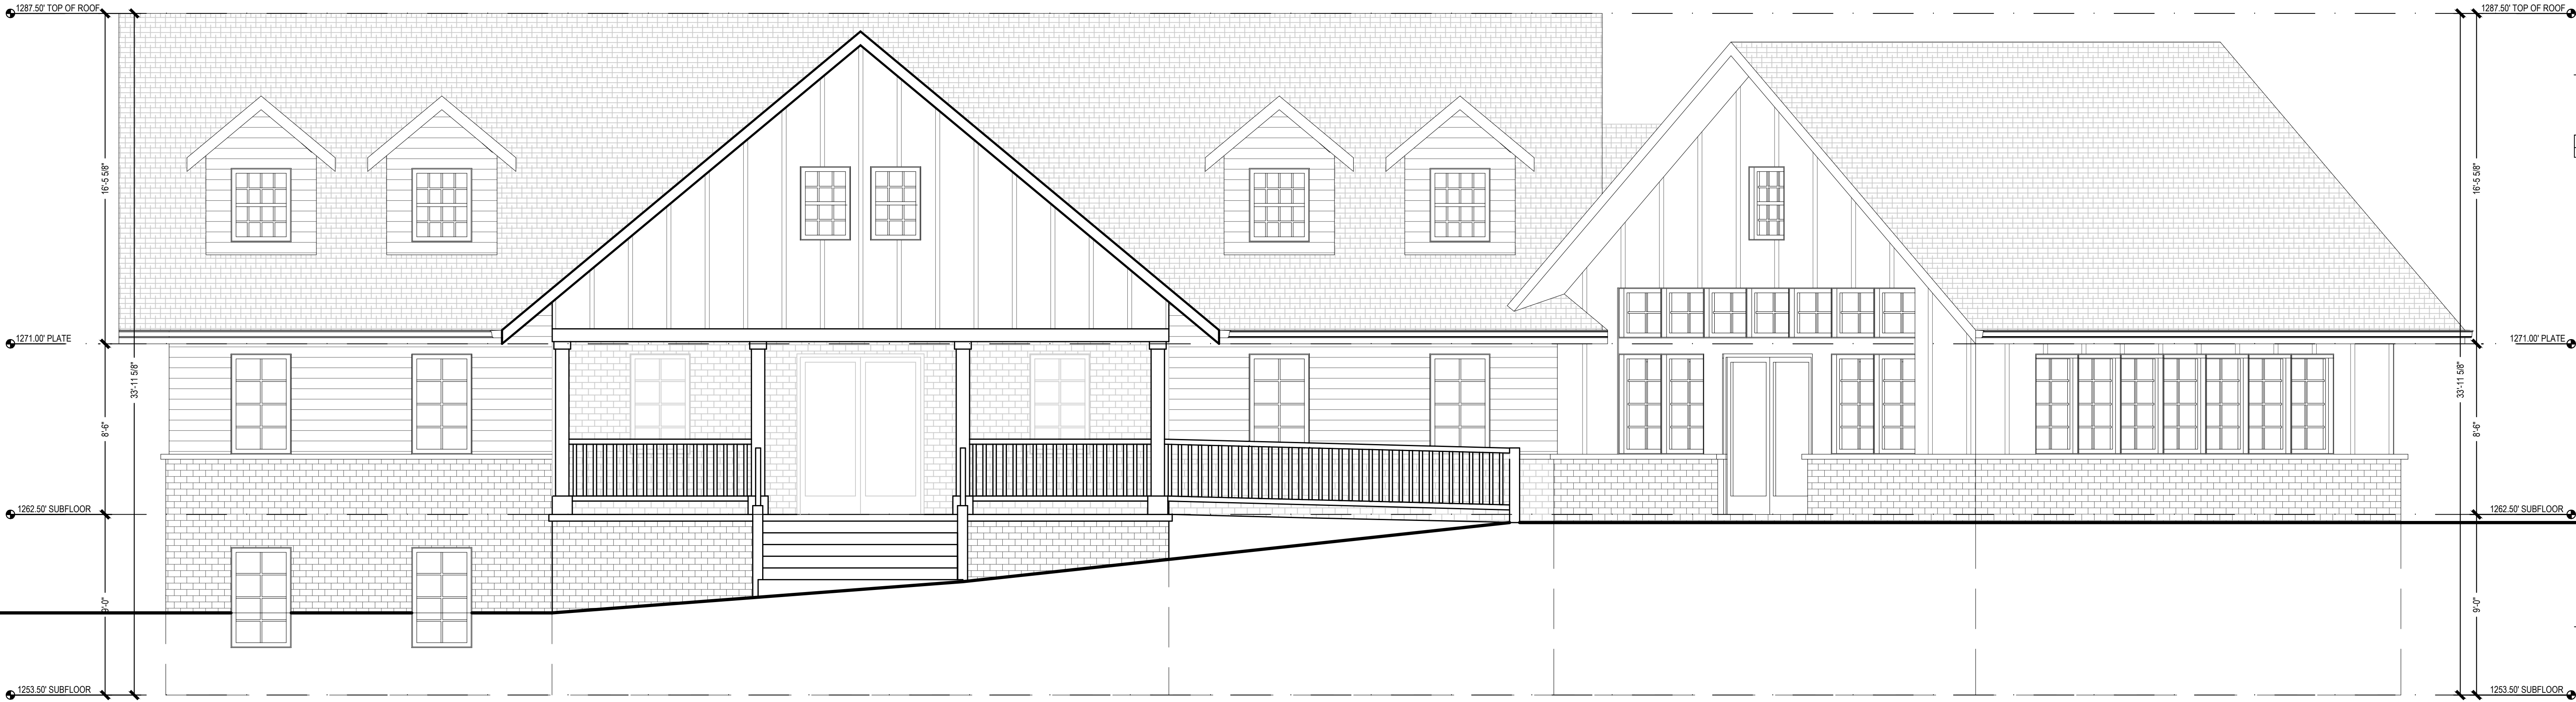 1287.50' TOP OF ROOF
1287.50' TOP OF ROOF
16'-5 5/8"
16'-5 5/8"
1271.00' PLATE
1271.00' PLATE
33'-11 5/8"
33'-11 5/8"
8'-6"
8'-6"
1262.50' SUBFLOOR
1262.50' SUBFLOOR
9'-0"
9'-0"
1253.50' SUBFLOOR
1253.50' SUBFLOOR